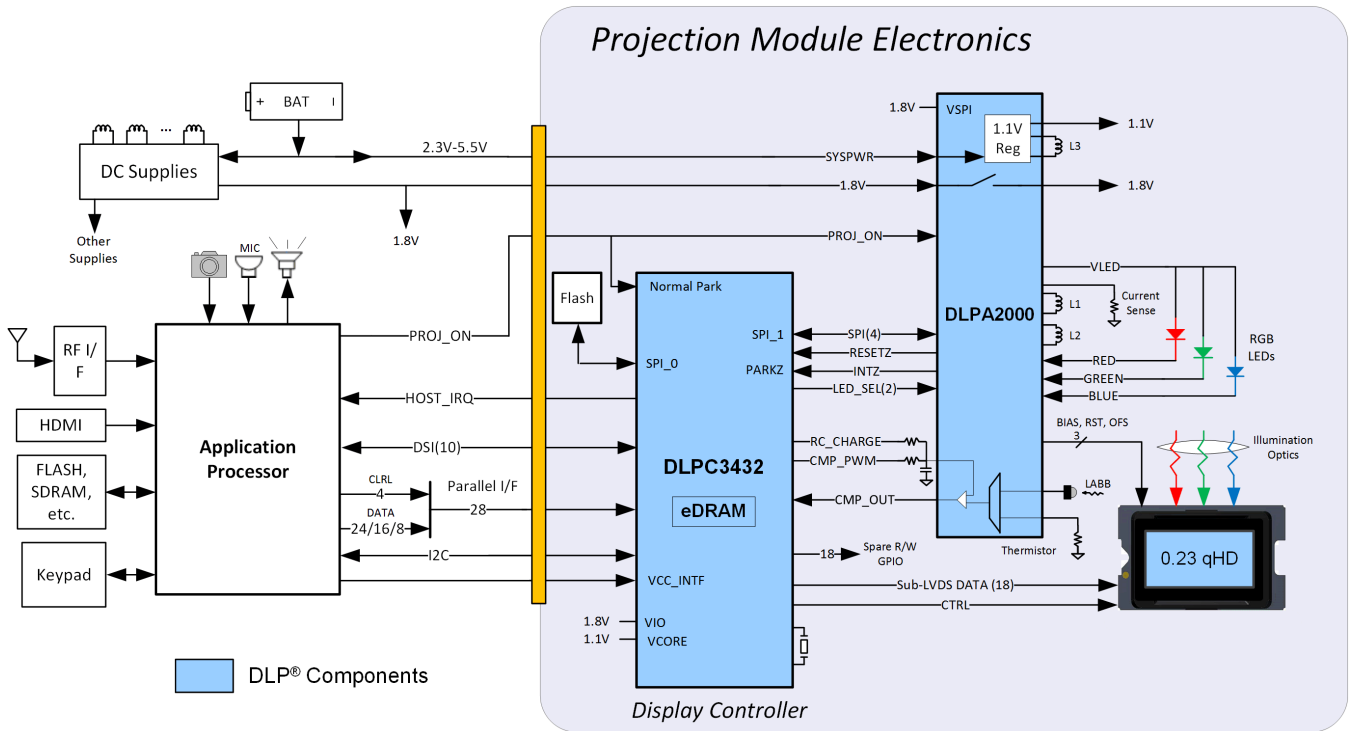 Projection Module Electronics
+ BAT I
DC Supplies
2.3V-5.5V
Other
Supplies
1.8V
MIC
RF I/
F
HDMI
FLASH,
SDRAM,
etc.
Keypad
Application
Processor
PROJ_ON
HOST_IRQ
DSI(10)
CLRL
4
DATA
24/16/8
Parallel I/F
28
I2C
Flash
Normal Park
SPI_0
SPI_1
PARKZ
DLPC3432
eDRAM
VCC_INTF
1.8V
VIO
1.1V
VCORE
Display Controller
SYSPWR
1.8V
PROJ_ON
SPI(4)
RESETZ
INTZ
LED_SEL(2)
RC_CHARGE
CMP_PWM
CMP_OUT
18
Spare R/W
GPIO
Sub-LVDS DATA (18)
CTRL
1.8V
VSPI
1.1V
Reg
DLPA2000
1.1V
L3
1.8V
VLED
L1
Current
Sense
L2
RED
GREEN
BLUE
RGB
LEDs
BIAS, RST, OFS
3
Illumination
Optics
LABB
Thermistor
0.23 qHD
DLP® Components